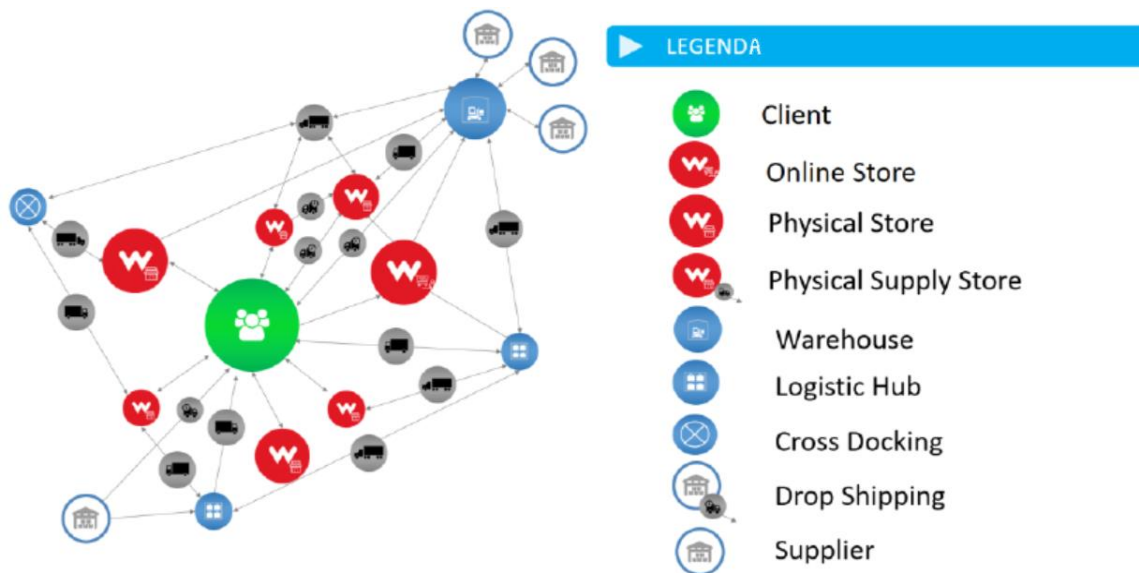 LEGENDA
Client
Online Store
Physical Store
Physical Supply Store
Warehouse
Logistic Hub
Cross Docking
Drop Shipping
Supplier